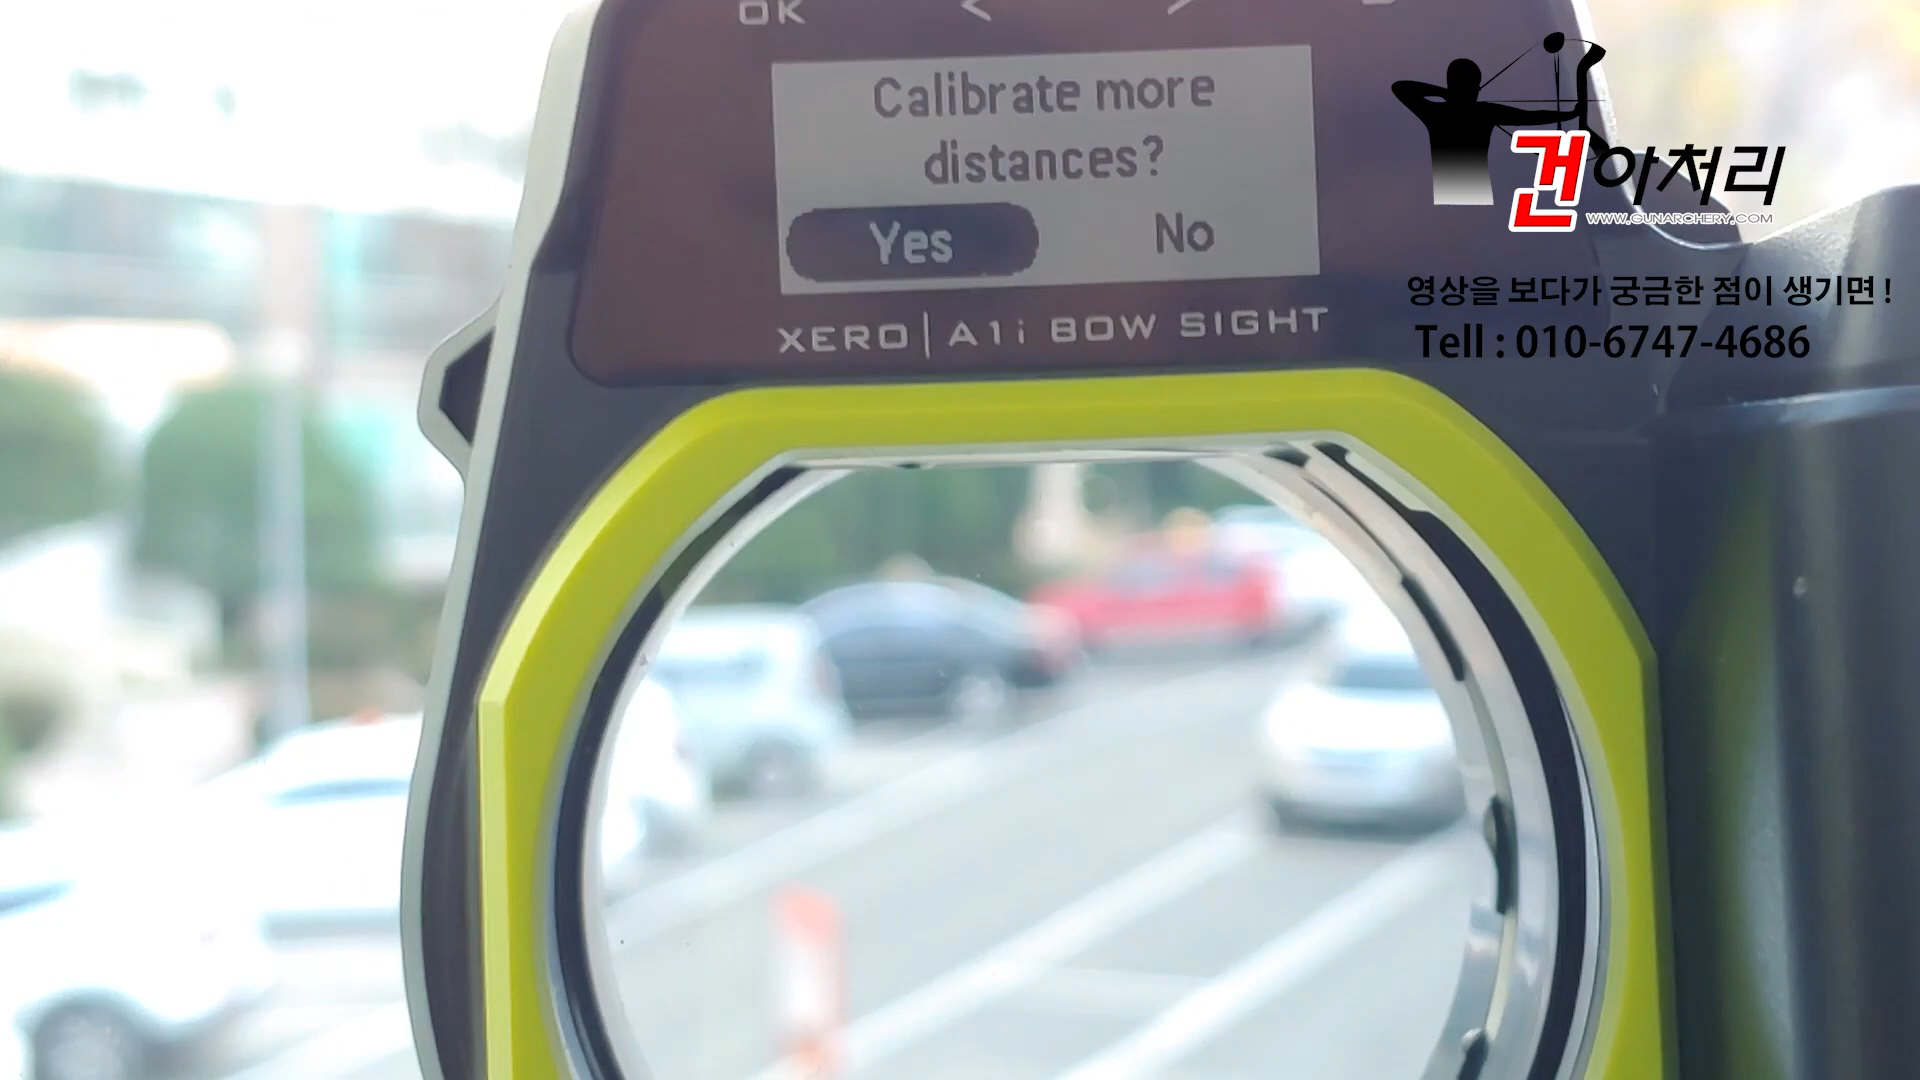 OK < >
Calibrate more
distances?
Yes No
XERO | A1i BOW SIGHT
건아처리
WWW.GUNARCHERY.COM
영상을 보다가 궁금한 점이 생기면 !
Tell : 010-6747-4686